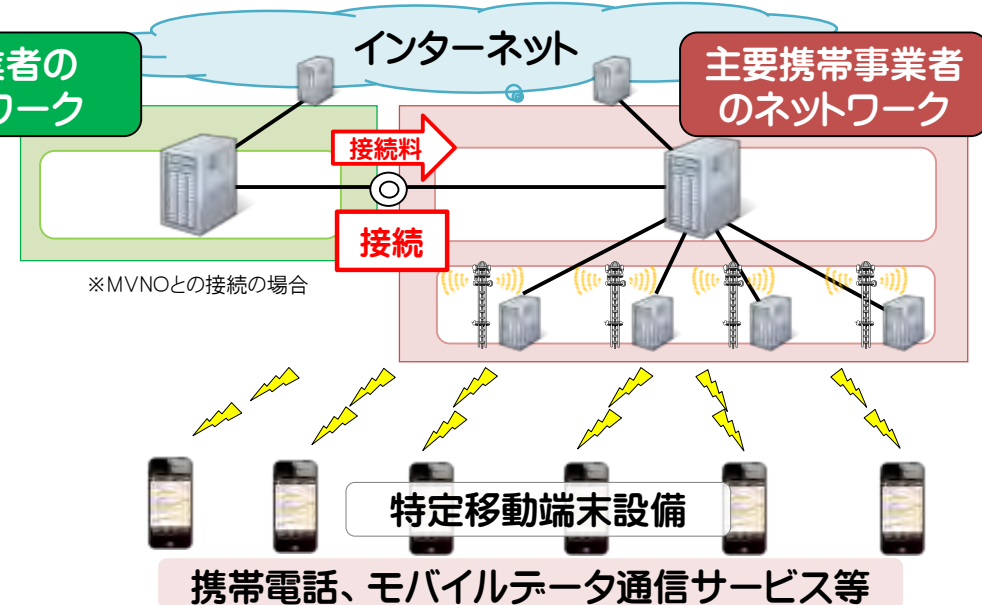 インターネット
業者の
ワーク
主要携帯事業者
のネットワーク
接続料
接続
※MVNOとの接続の場合
特定移動端末設備
携帯電話、モバイルデータ通信サービス等